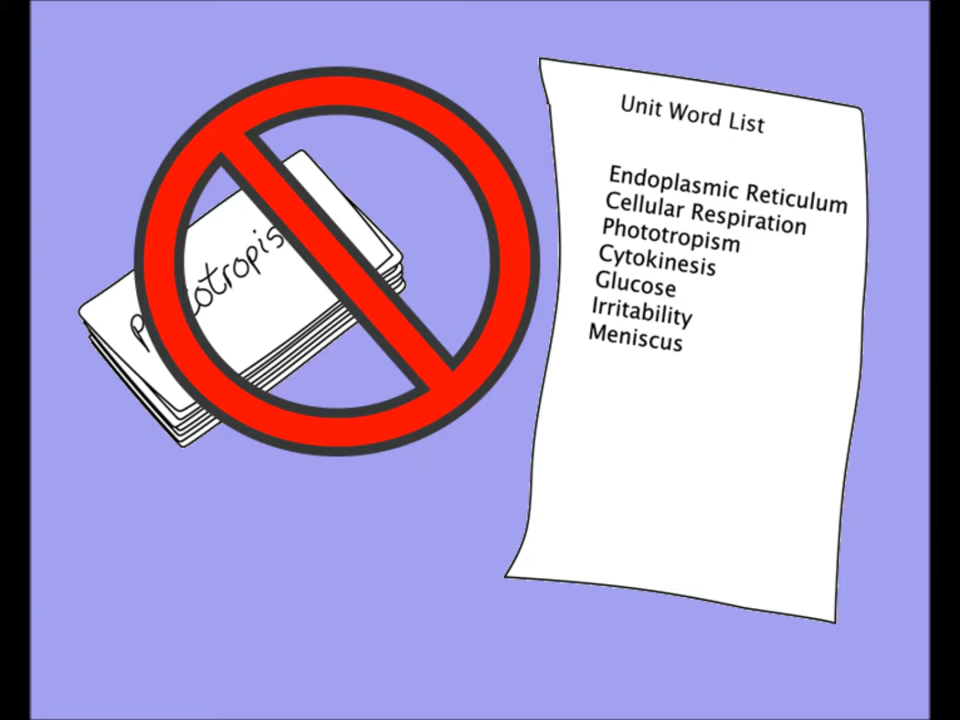 Unit Word List
Endoplasmic Reticulum
Cellular Respiration
Phototropism
Cytokinesis
Glucose
Irritability
Meniscus